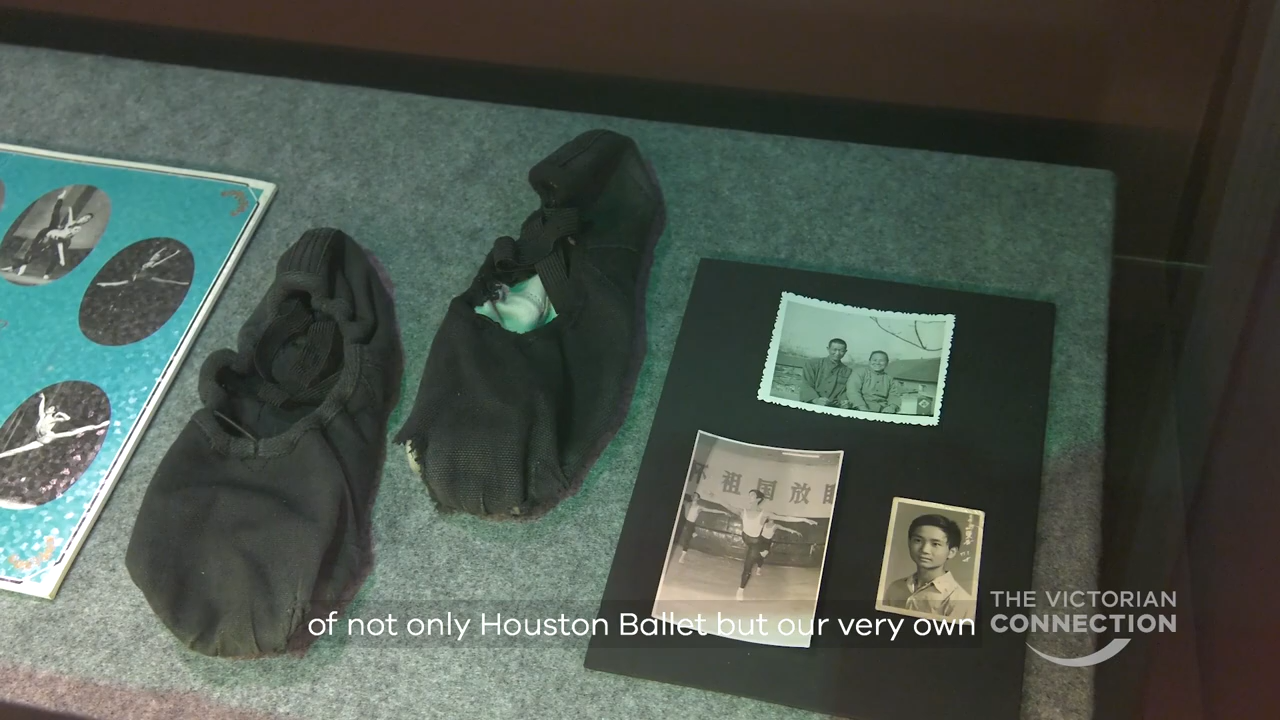 祖国放
of not only Houston Ballet but our very own
THE VICTORIAN
CONNECTION